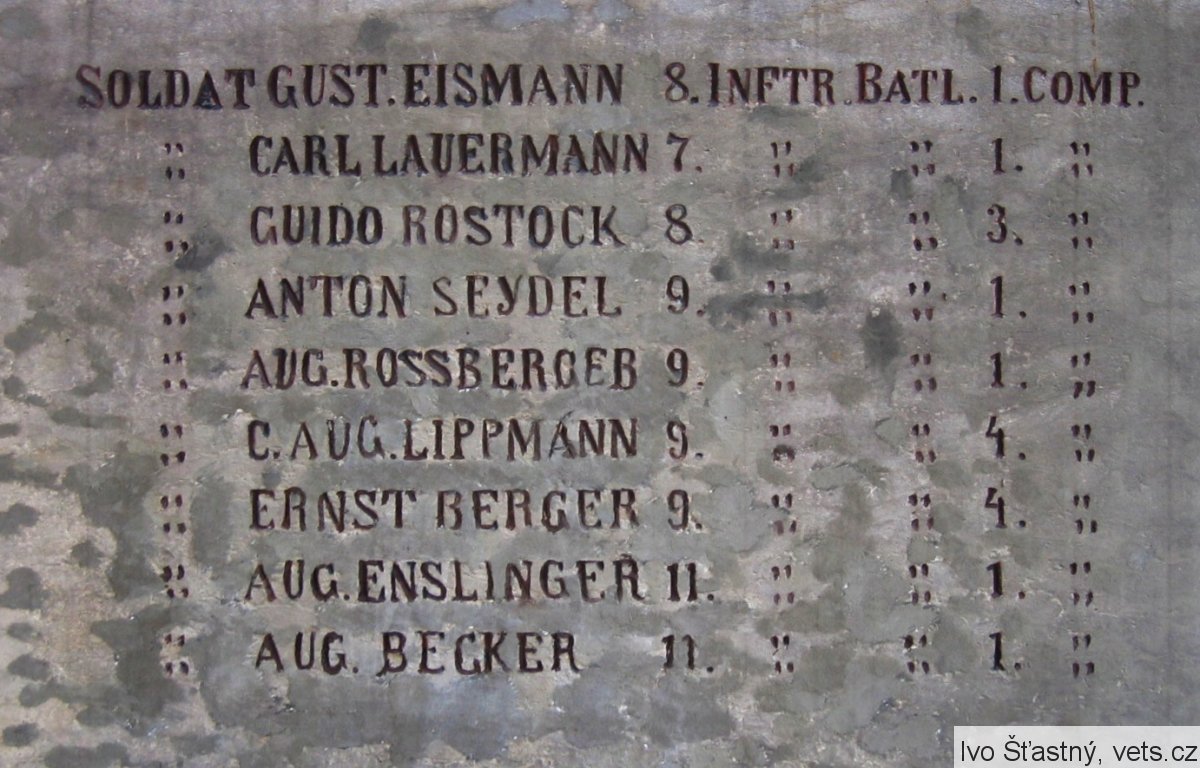 SOLDAT GUST. EISMANN 8. INFTR. BATL. 1. COMP.
" CARL LAUERMANN 7. " " 1. "
" GUIDO ROSTOCK 8. " " 3. "
" ANTON SEYDEL 9. " " 1. "
" AUG. ROSSBERGEB 9. " " 1. "
" C. AUG. LIPPMANN 9. " " 4. "
" ERNST BERGER 9. " " 4. "
" AUG. ENSLINGER 11. " " 1. "
" AUG. BECKER 11. " " 1. "
Ivo Šťastný, vets.cz